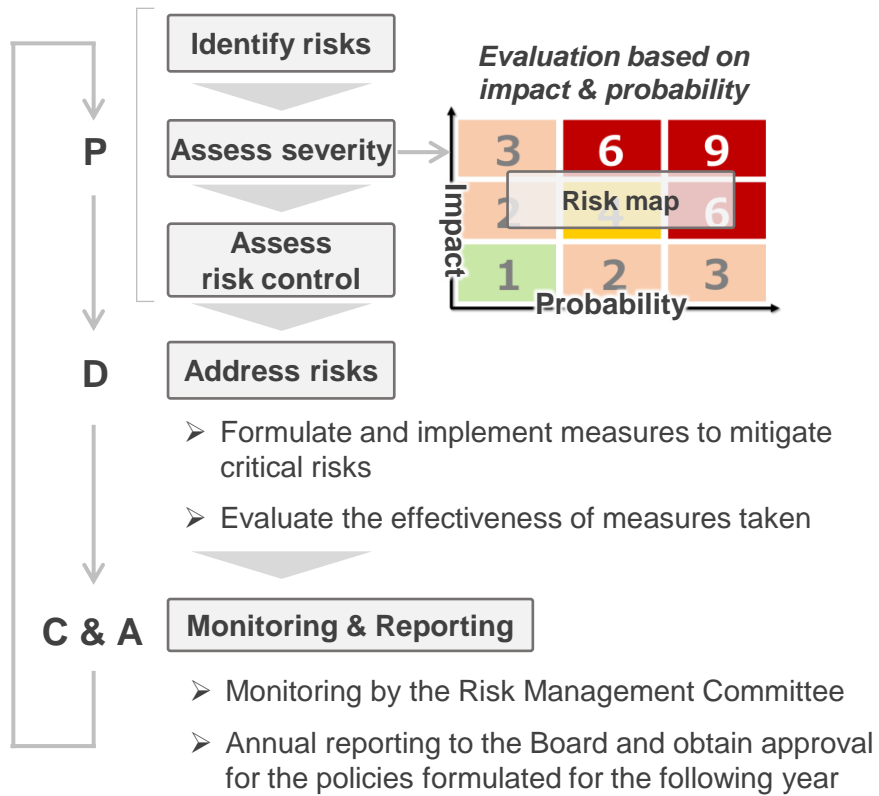 Identify risks
Evaluation based on
impact & probability
P
Assess severity
3 6 9
Impact
2 4 6
Risk map
Assess
risk control
1 2 3
Probability
D
Address risks
➢ Formulate and implement measures to mitigate
critical risks
➢ Evaluate the effectiveness of measures taken
C & A
Monitoring & Reporting
➢ Monitoring by the Risk Management Committee
➢ Annual reporting to the Board and obtain approval
for the policies formulated for the following year